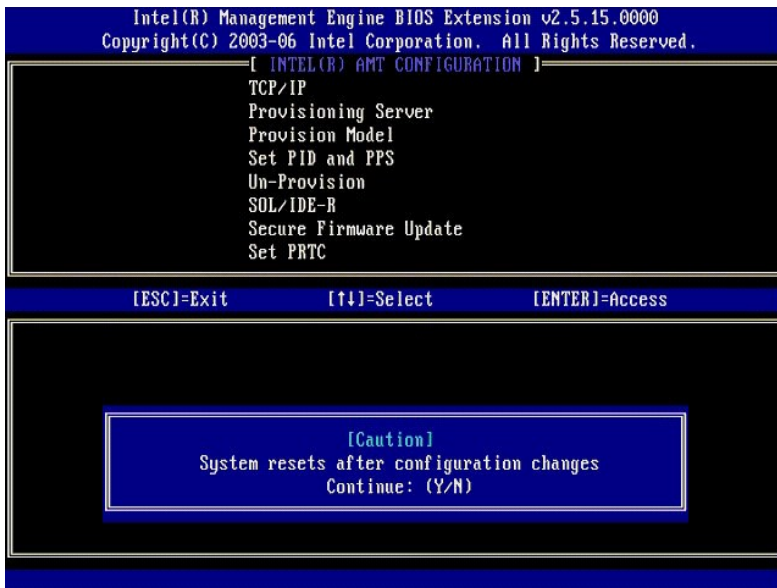 Intel(R) Management Engine BIOS Extension v2.5.15.0000
Copyright(C) 2003-06 Intel Corporation. All Rights Reserved.
[ INTEL(R) AMT CONFIGURATION ]
TCP/IP
Provisioning Server
Provision Model
Set PID and PPS
Un-Provision
SOL/IDE-R
Secure Firmware Update
Set PRTC
[ESC]=Exit [↑↓]=Select [ENTER]=Access
[Caution]
System resets after configuration changes
Continue: (Y/N)